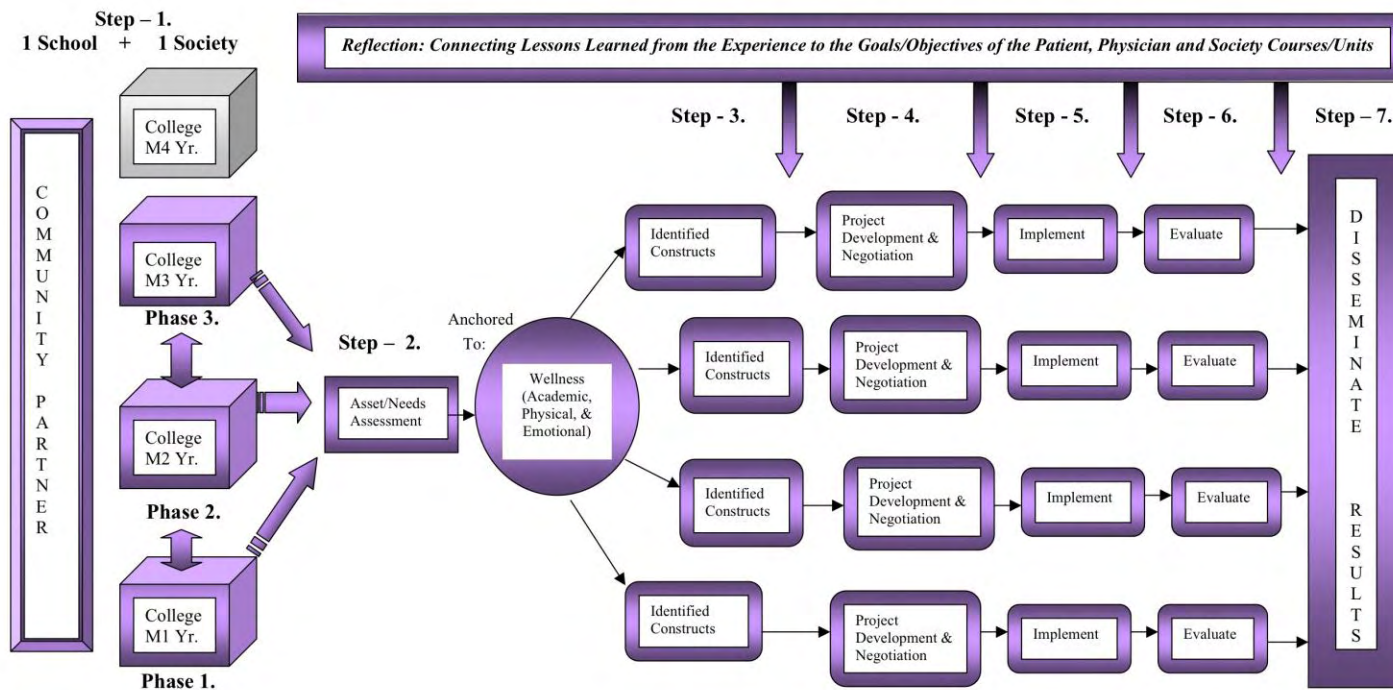 Step – 1.
1 School + 1 Society
Reflection: Connecting Lessons Learned from the Experience to the Goals/Objectives of the Patient, Physician and Society Courses/Units
COMMUNITY PARTNER
College
M4 Yr.
College
M3 Yr.
Phase 3.
College
M2 Yr.
Phase 2.
College
M1 Yr.
Phase 1.
Step – 2.
Asset/Needs
Assessment
Anchored
To:
Wellness
(Academic,
Physical, &
Emotional)
Step - 3.
Step - 4.
Step - 5.
Step - 6.
Step – 7.
Identified
Constructs
Project
Development &
Negotiation
Implement
Evaluate
Identified
Constructs
Project
Development &
Negotiation
Implement
Evaluate
Identified
Constructs
Project
Development &
Negotiation
Implement
Evaluate
Identified
Constructs
Project
Development &
Negotiation
Implement
Evaluate
DISSEMINATE RESULTS